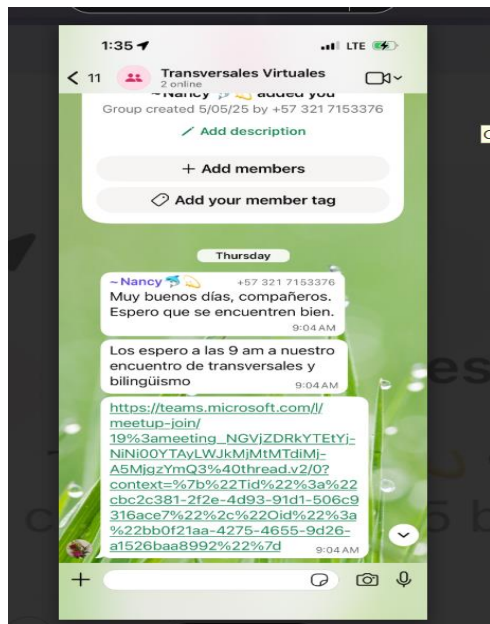 1:35
LTE
11
Transversales Virtuales
2 online
~Nancy added you
Group created 5/05/25 by +57 321 7153376
Add description
+ Add members
Add your member tag
Thursday
~Nancy +57 321 7153376
Muy buenos días, compañeros.
Espero que se encuentren bien.
9:04 AM
Los espero a las 9 am a nuestro
encuentro de transversales y
bilingüismo
9:04 AM
https://teams.microsoft.com/l/
meetup-join/
19%3ameeting_NGVjZDRkYTEtYj-
NiNi00YTAyLWJkMjMtMTdiMj-
A5MjgzYmQ3%40thread.v2/0?
context=%7b%22Tid%22%3a%22
cbc2c381-2f2e-4d93-91d1-506c9
316ace7%22%2c%22Oid%22%3a
%22bb0f21aa-4275-4655-9d26-
a1526baa8992%22%7d
9:04 AM